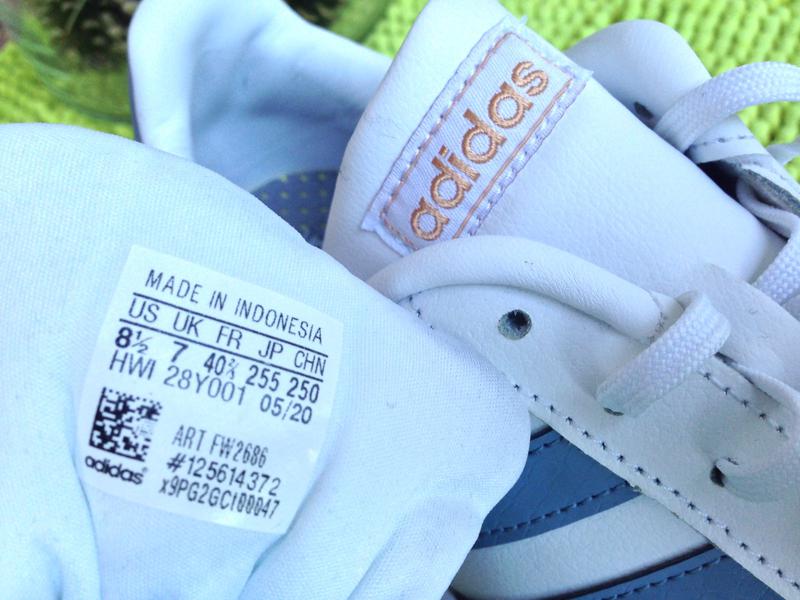 adidas
MADE IN INDONESIA
US UK FR JP CHN
8½ 7 40⅔ 255 250
HWI 28Y001 05/20
ART FW2686
#125614372
x9PG2GCt00047
adidas®